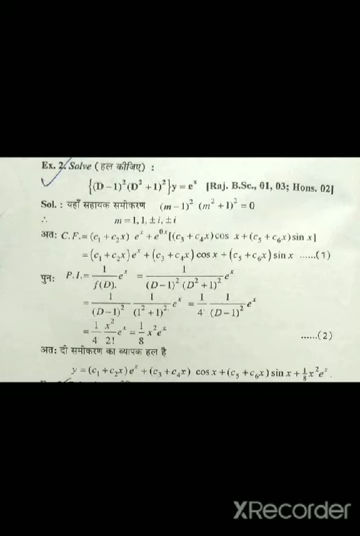 Ex. 2. Solve (हल कीजिए) :
{(D – 1)² (D² + 1)²} y = eˣ [Raj. B.Sc., 01, 03; Hons. 02]
Sol. : यहाँ सहायक समीकरण (m – 1)² (m² + 1)² = 0
∴ m = 1, 1, ± i, ± i
अतः C.F. = (c₁ + c₂x) eˣ + e⁰ˣ [(c₃ + c₄x) cos x + (c₅ + c₆x) sin x]
= (c₁ + c₂x) eˣ + (c₃ + c₄x) cos x + (c₅ + c₆x) sin x ......(1)
पुनः P.I. = 1/f(D). eˣ = 1/((D – 1)² (D² + 1)²) eˣ
= 1/(D – 1)² 1/(1² + 1)² eˣ = 1/4 . 1/(D – 1)² eˣ
= 1/4 x²/2! eˣ = 1/8 x² eˣ ......(2)
अतः दी समीकरण का व्यापक हल है
y = (c₁ + c₂x) eˣ + (c₃ + c₄x) cos x + (c₅ + c₆x) sin x + 1/8 x² eˣ .
XRecorder